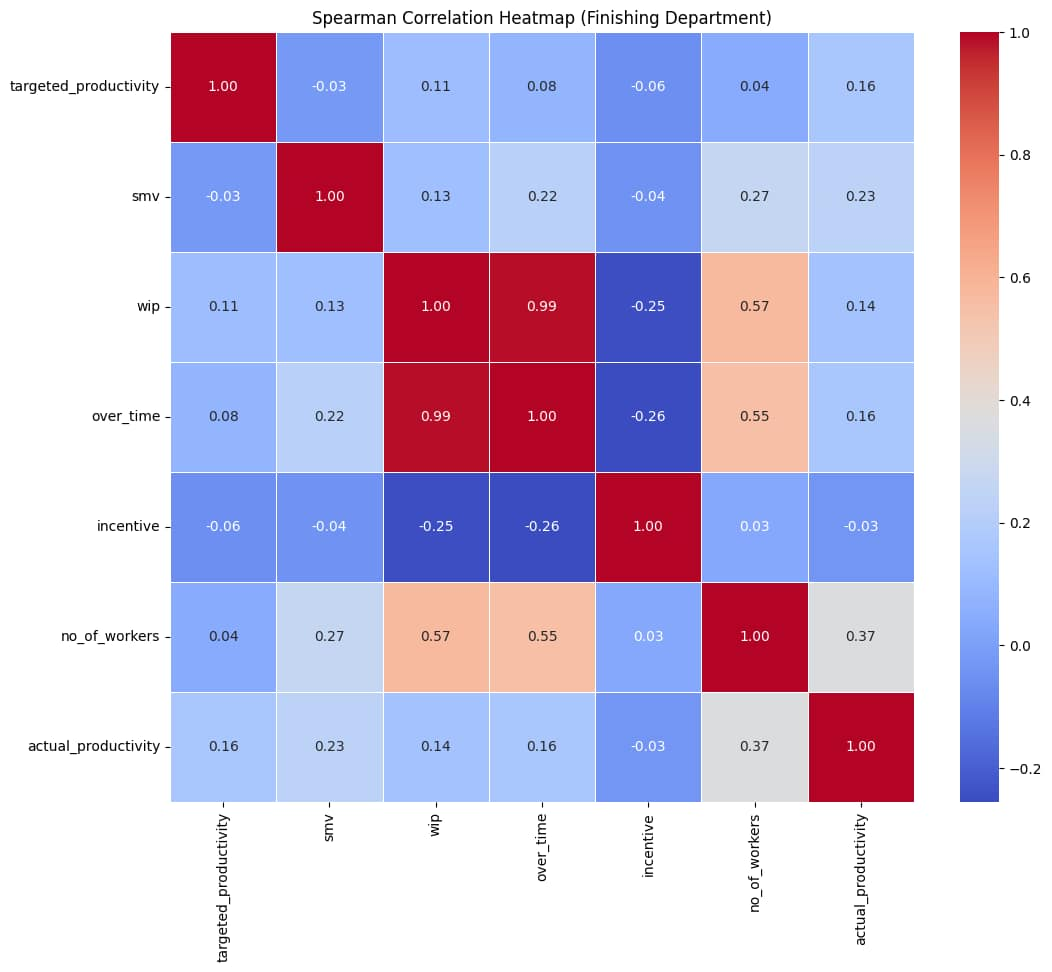 Spearman Correlation Heatmap (Finishing Department)
targeted_productivity 1.00 -0.03 0.11 0.08 -0.06 0.04 0.16
smv -0.03 1.00 0.13 0.22 -0.04 0.27 0.23
wip 0.11 0.13 1.00 0.99 -0.25 0.57 0.14
over_time 0.08 0.22 0.99 1.00 -0.26 0.55 0.16
incentive -0.06 -0.04 -0.25 -0.26 1.00 0.03 -0.03
no_of_workers 0.04 0.27 0.57 0.55 0.03 1.00 0.37
actual_productivity 0.16 0.23 0.14 0.16 -0.03 0.37 1.00
targeted_productivity
smv
wip
over_time
incentive
no_of_workers
actual_productivity
1.0
0.8
0.6
0.4
0.2
0.0
−0.2